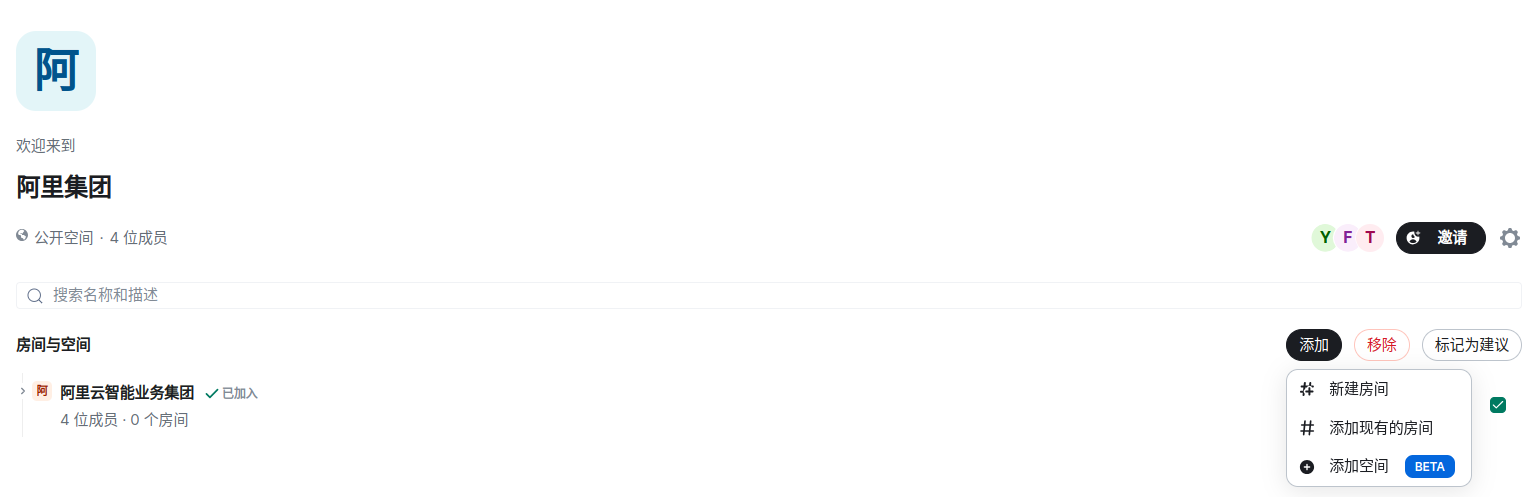 阿
欢迎来到
阿里集团
公开空间 · 4 位成员
Y F T 邀请
搜索名称和描述
房间与空间
添加 移除 标记为建议
阿 阿里云智能业务集团 已加入
4 位成员 · 0 个房间
新建房间
添加现有的房间
添加空间 BETA